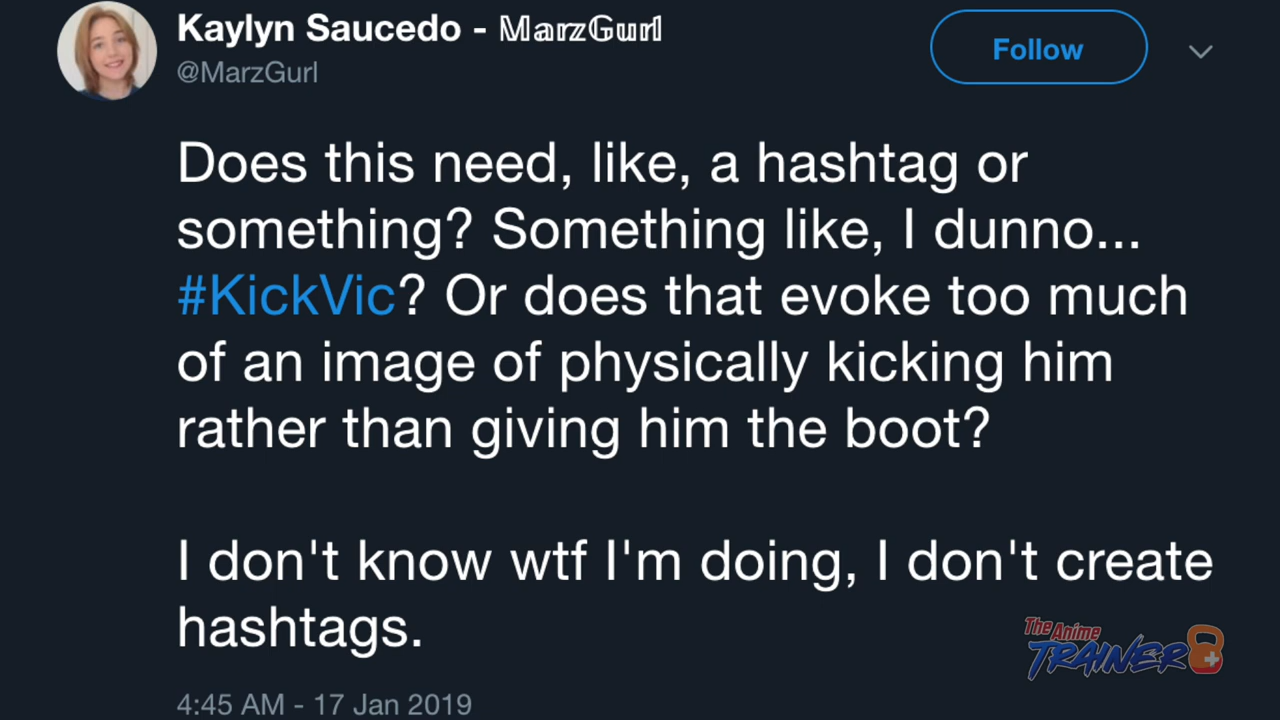 Kaylyn Saucedo - 𝕄𝕒𝕣𝕫𝔾𝕦𝕣𝕝
@MarzGurl
Follow
Does this need, like, a hashtag or
something? Something like, I dunno...
#KickVic? Or does that evoke too much
of an image of physically kicking him
rather than giving him the boot?
I don't know wtf I'm doing, I don't create
hashtags.
The Anime
TRAINER
4:45 AM - 17 Jan 2019